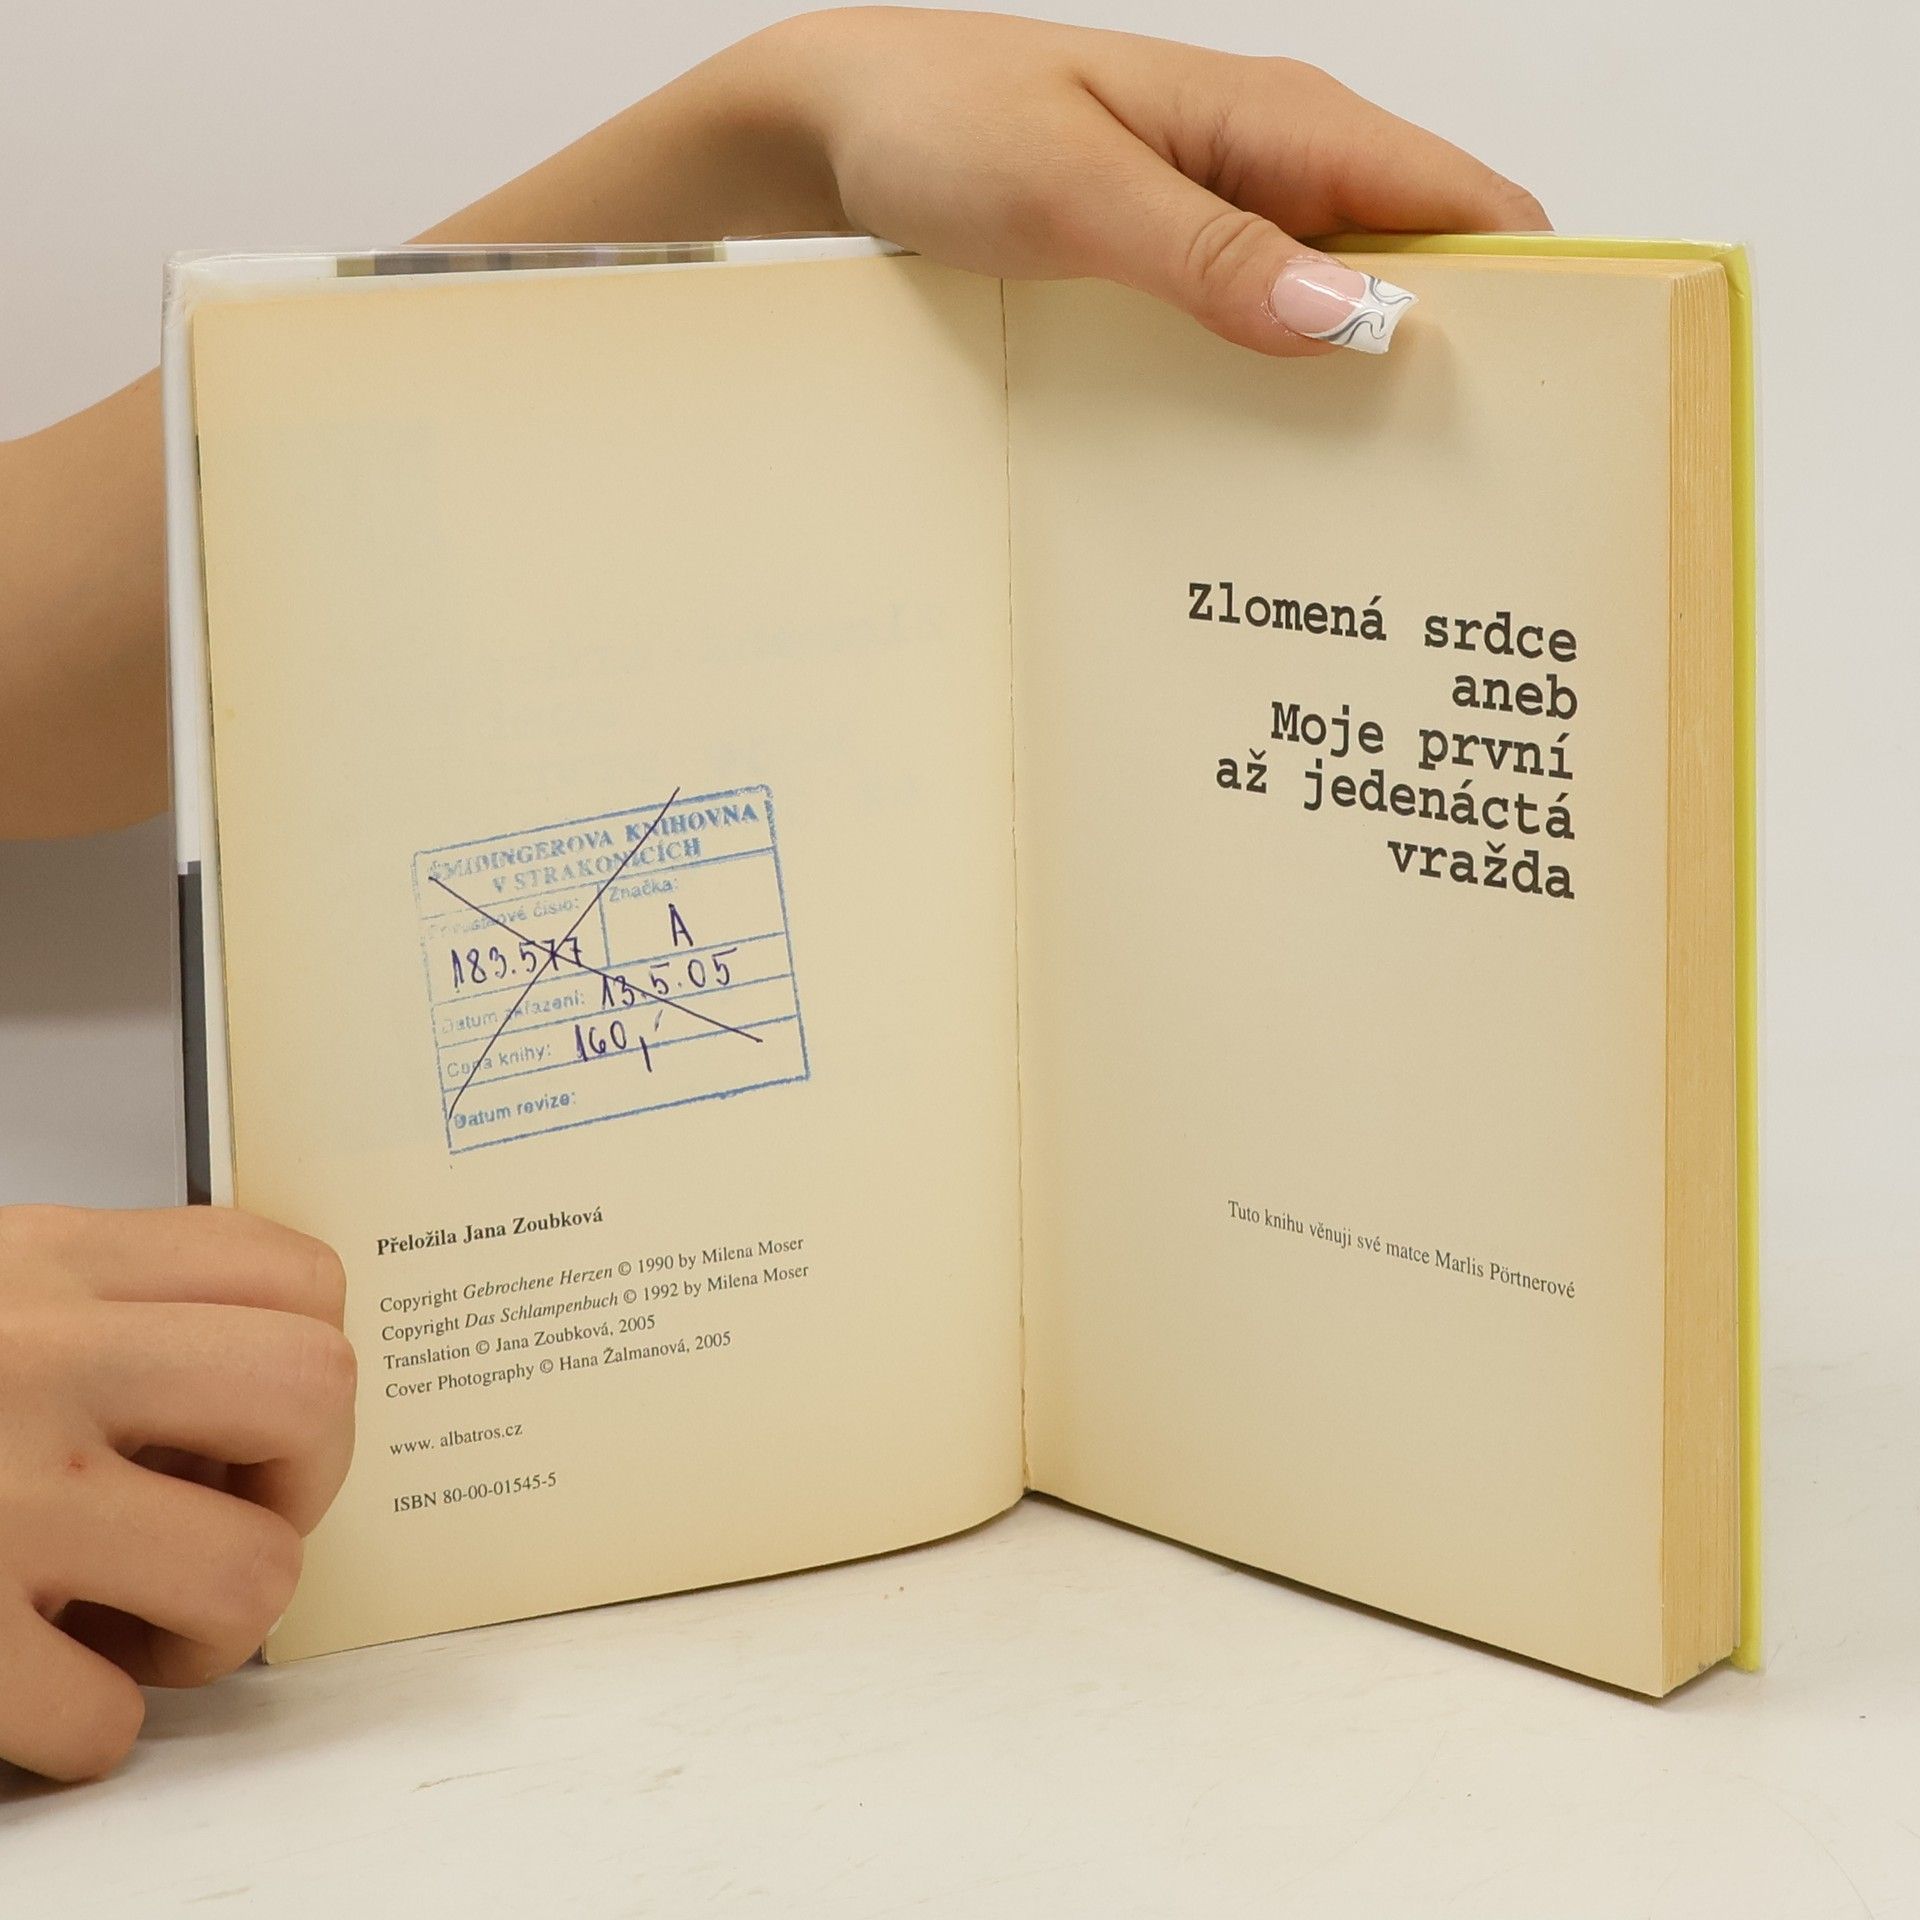 ŠMIDINGEROVA KNIHOVNA
V STRAKONICÍCH
Přírůstkové číslo:
Značka:
183.577
A
Datum zařazení: 13.5.05
Cena knihy: 160,-
Datum revize:
Přeložila Jana Zoubková
Copyright Gebrochene Herzen © 1990 by Milena Moser
Copyright Das Schlampenbuch © 1992 by Milena Moser
Translation © Jana Zoubková, 2005
Cover Photography © Hana Žalmanová, 2005
www. albatros.cz
ISBN 80-00-01545-5
Zlomená srdce
aneb
Moje první
až jedenáctá
vražda
Tuto knihu věnuji své matce Marlis Pörtnerové